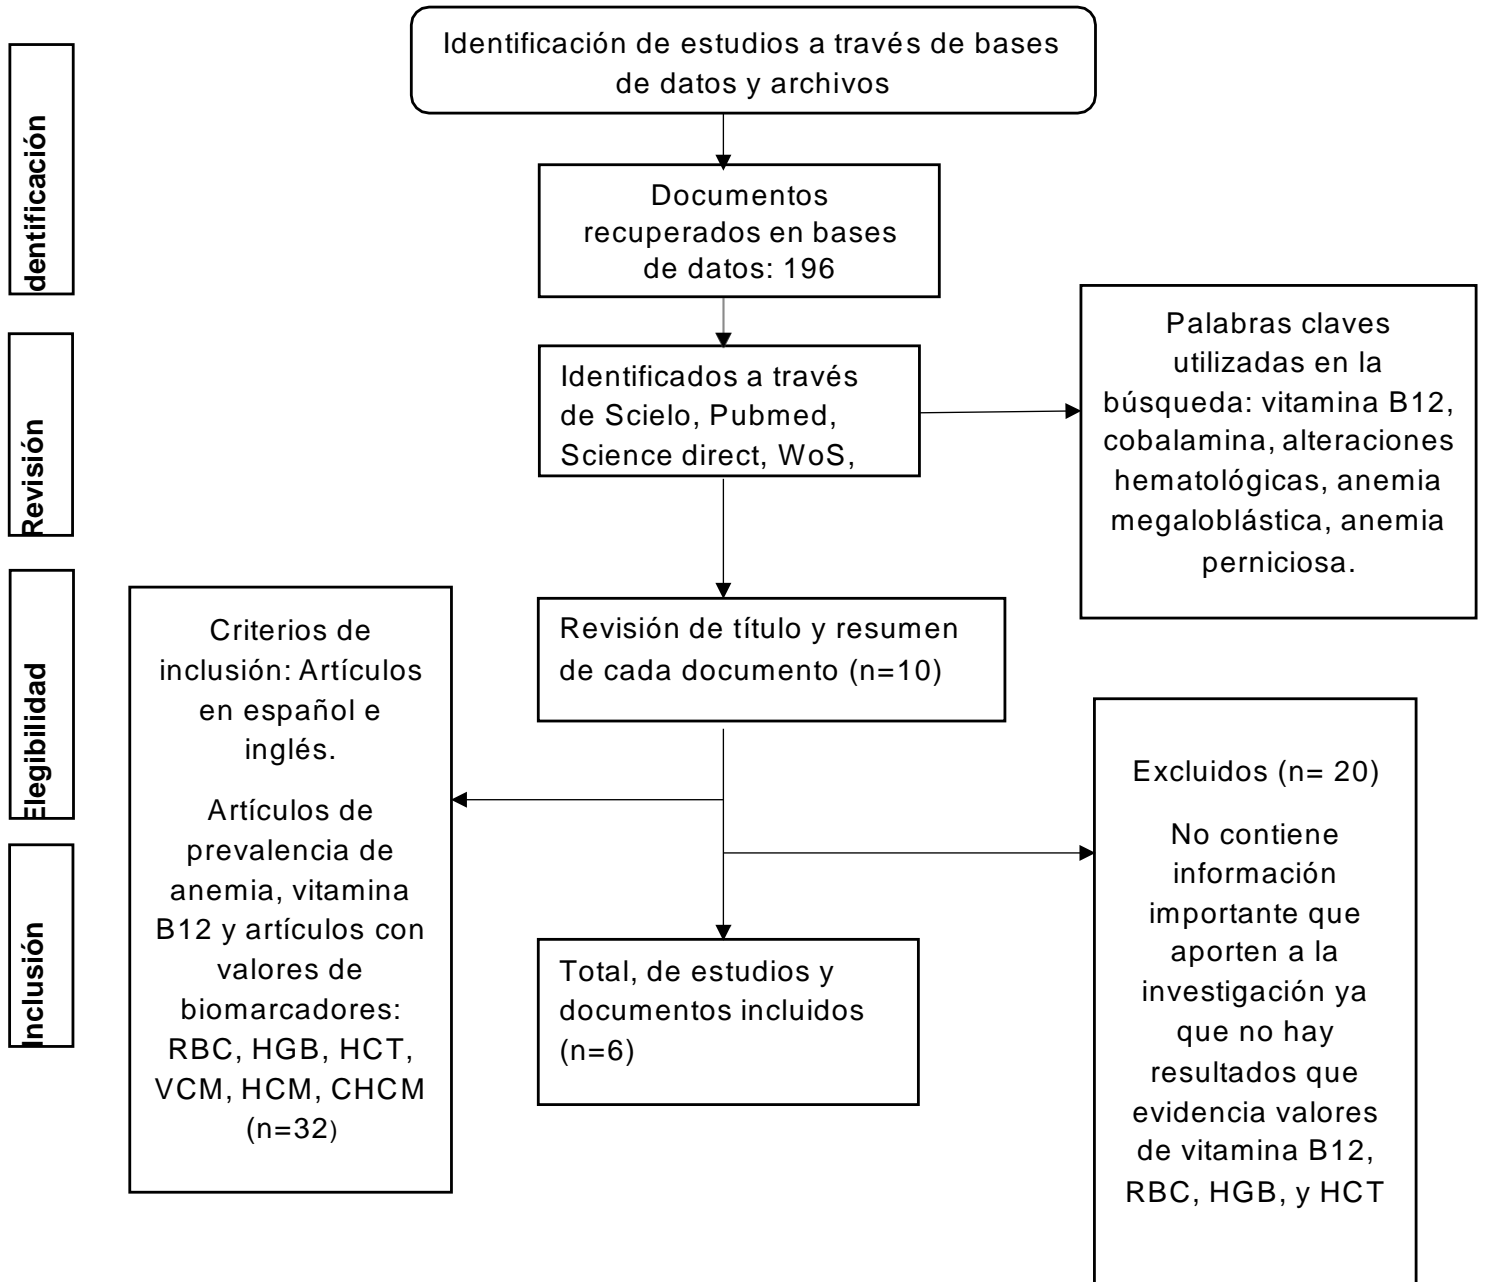 Identificación de estudios a través de bases
de datos y archivos
dentificación
Documentos
recuperados en bases
de datos: 196
Revisión
Identificados a través
de Scielo, Pubmed,
Science direct, WoS,
Palabras claves
utilizadas en la
búsqueda: vitamina B12,
cobalamina, alteraciones
hematológicas, anemia
megaloblástica, anemia
perniciosa.
Elegibilidad
Revisión de título y resumen
de cada documento (n=10)
Criterios de
inclusión: Artículos
en español e
inglés.
Artículos de
prevalencia de
anemia, vitamina
B12 y artículos con
valores de
biomarcadores:
RBC, HGB, HCT,
VCM, HCM, CHCM
(n=32)
Excluidos (n= 20)
No contiene
información
importante que
aporten a la
investigación ya
que no hay
resultados que
evidencia valores
de vitamina B12,
RBC, HGB, y HCT
Inclusión
Total, de estudios y
documentos incluidos
(n=6)